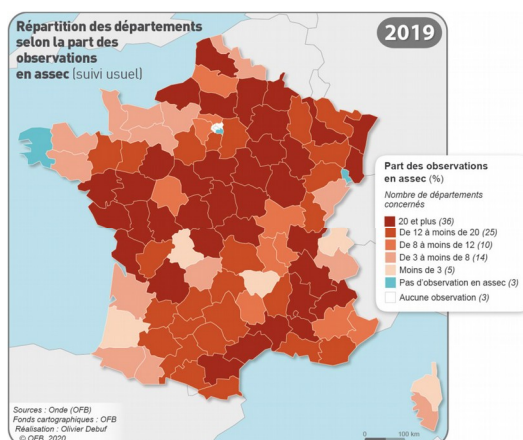 Répartition des départements
selon la part des
observations
en assec (suivi usuel)
2019
Part des observations
en assec (%)
Nombre de départements
concernés
20 et plus (36)
De 12 à moins de 20 (25)
De 8 à moins de 12 (10)
De 3 à moins de 8 (14)
Moins de 3 (5)
Pas d'observation en assec (3)
Aucune observation (3)
Sources : Onde (OFB)
Fonds cartographiques : OFB
Réalisation : Olivier Debuf
© OFB, 2020
0 100 km